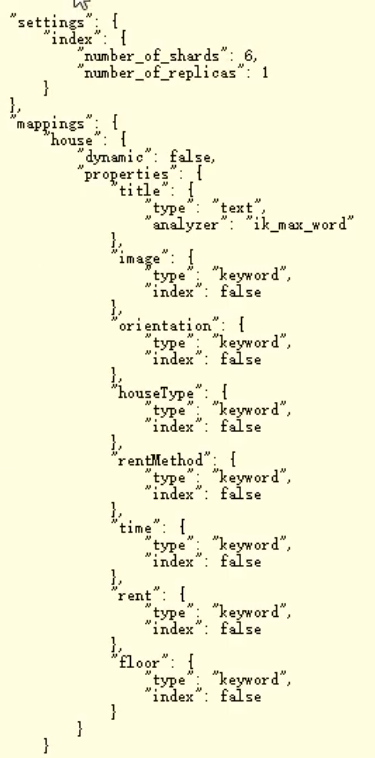 "settings": {
    "index": {
        "number_of_shards": 6,
        "number_of_replicas": 1
    }
},
"mappings": {
    "house": {
        "dynamic": false,
        "properties": {
            "title": {
                "type": "text",
                "analyzer": "ik_max_word"
            },
            "image": {
                "type": "keyword",
                "index": false
            },
            "orientation": {
                "type": "keyword",
                "index": false
            },
            "houseType": {
                "type": "keyword",
                "index": false
            },
            "rentMethod": {
                "type": "keyword",
                "index": false
            },
            "time": {
                "type": "keyword",
                "index": false
            },
            "rent": {
                "type": "keyword",
                "index": false
            },
            "floor": {
                "type": "keyword",
                "index": false
            }
        }
    }